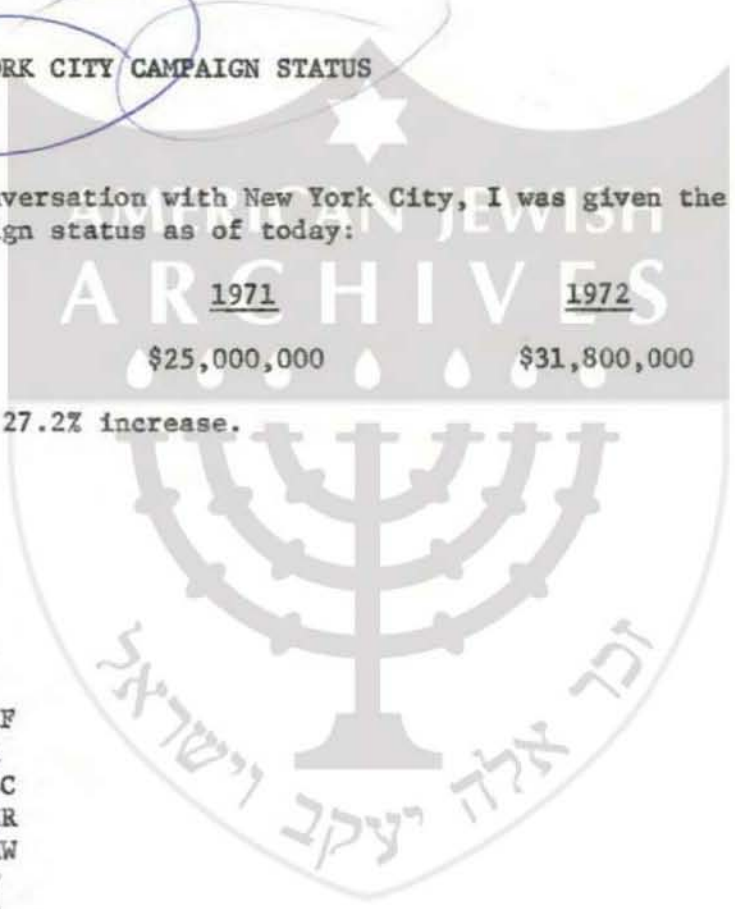 RK CITY CAMPAIGN STATUS
versation with New York City, I was given the
gn status as of today:
AMERICAN JEWISH
ARCHIVES
1971 1972
$25,000,000 $31,800,000
27.2% increase.
F
C
R
W
זכר אלה יעקב וישראל